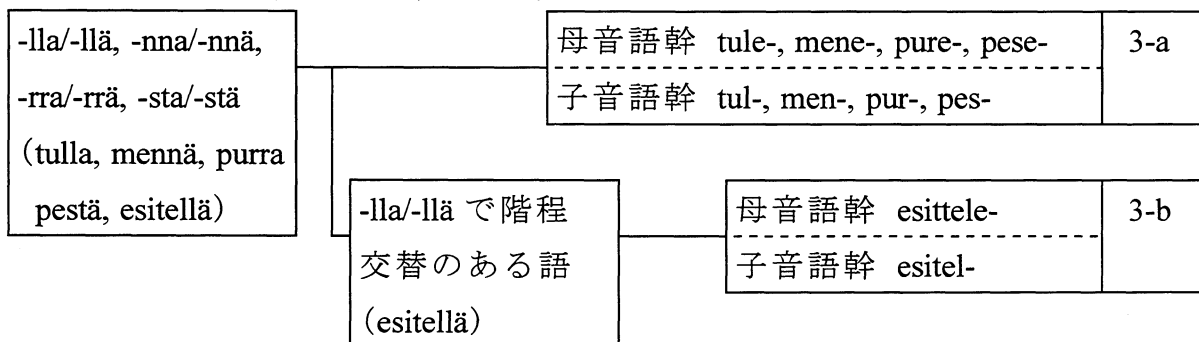 -lla/-llä, -nna/-nnä,
-rra/-rrä, -sta/-stä
(tulla, mennä, purra
pestä, esitellä)
母音語幹 tule-, mene-, pure-, pese-
子音語幹 tul-, men-, pur-, pes-
3-a
-lla/-llä で階程
交替のある語
(esitellä)
母音語幹 esittele-
子音語幹 esitel-
3-b